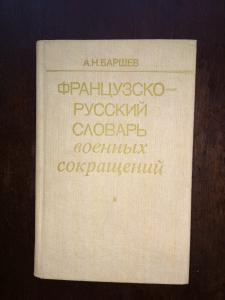 А.Н.БАРШЕВ
ФРАНЦУЗСКО-
РУССКИЙ
СЛОВАРЬ
военных
сокращений